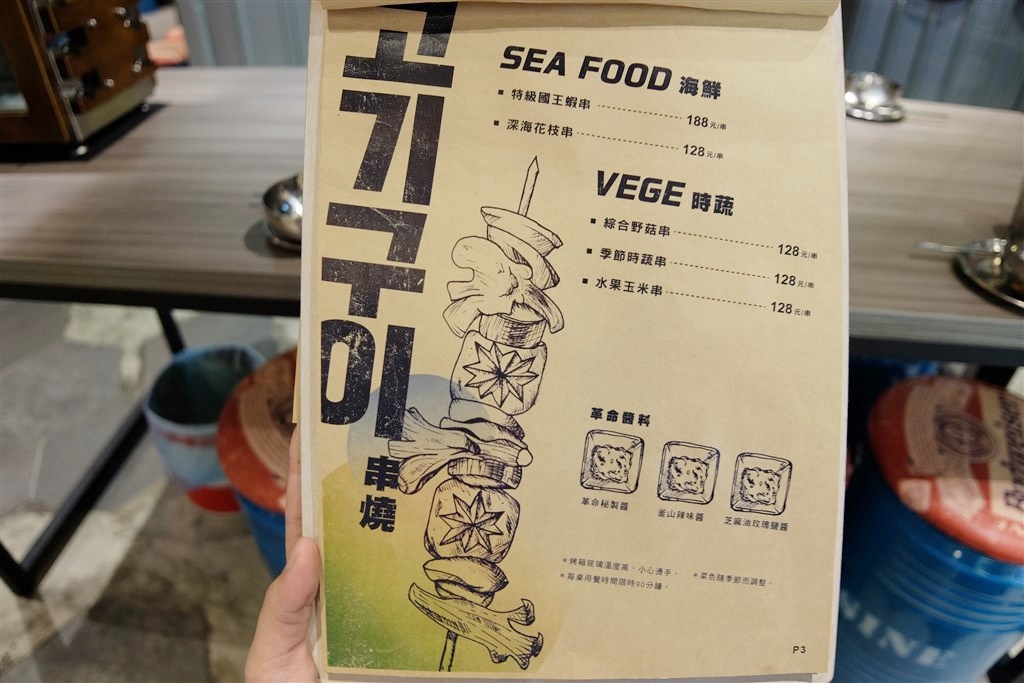 고기구이
串燒
SEA FOOD 海鮮
▪ 特級國王蝦串 188元/串
▪ 深海花枝串 128元/串
VEGE 時蔬
▪ 綜合野菇串 128元/串
▪ 季節時蔬串 128元/串
▪ 水果玉米串 128元/串
革命醬料
革命秘製醬
釜山辣味醬
芝麻油玫瑰鹽醬
*烤箱玻璃溫度高,小心燙手。 *菜色隨季節而調整。
*每桌用餐時間限時90分鐘。
P3